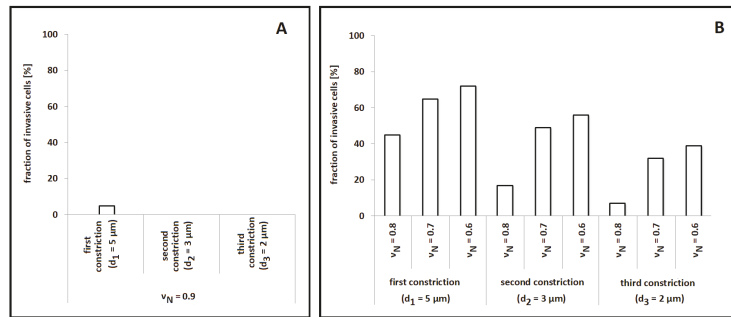 A
fraction of invasive cells [%]
100
80
60
40
20
0
first
constriction
(d1 = 5 µm)
second
constriction
(d2 = 3 µm)
third
constriction
(d3 = 2 µm)
vN = 0.9
B
fraction of invasive cells [%]
100
80
60
40
20
0
vN = 0.8
vN = 0.7
vN = 0.6
vN = 0.8
vN = 0.7
vN = 0.6
vN = 0.8
vN = 0.7
vN = 0.6
first constriction
(d1 = 5 µm)
second constriction
(d2 = 3 µm)
third constriction
(d3 = 2 µm)